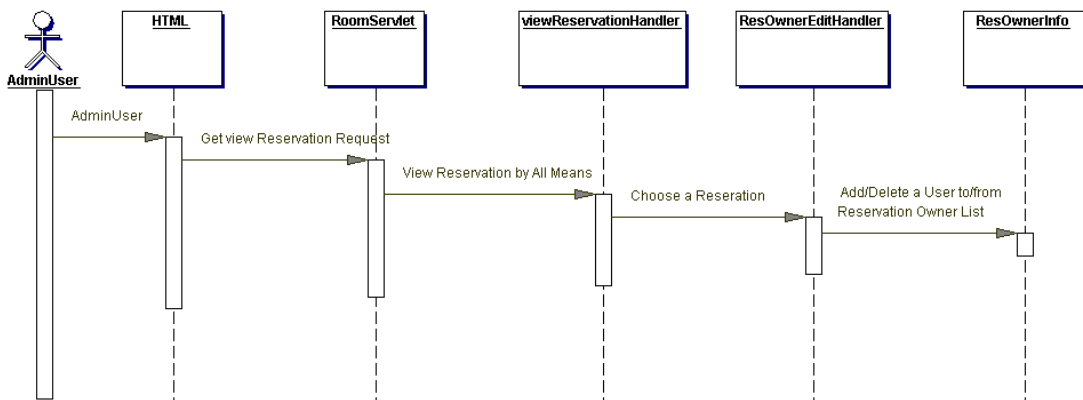 HTML
RoomServlet
viewReservationHandler
ResOwnerEditHandler
ResOwnerInfo
AdminUser
AdminUser
Get view Reservation Request
View Reservation by All Means
Choose a Reseration
Add/Delete a User to/from
Reservation Owner List